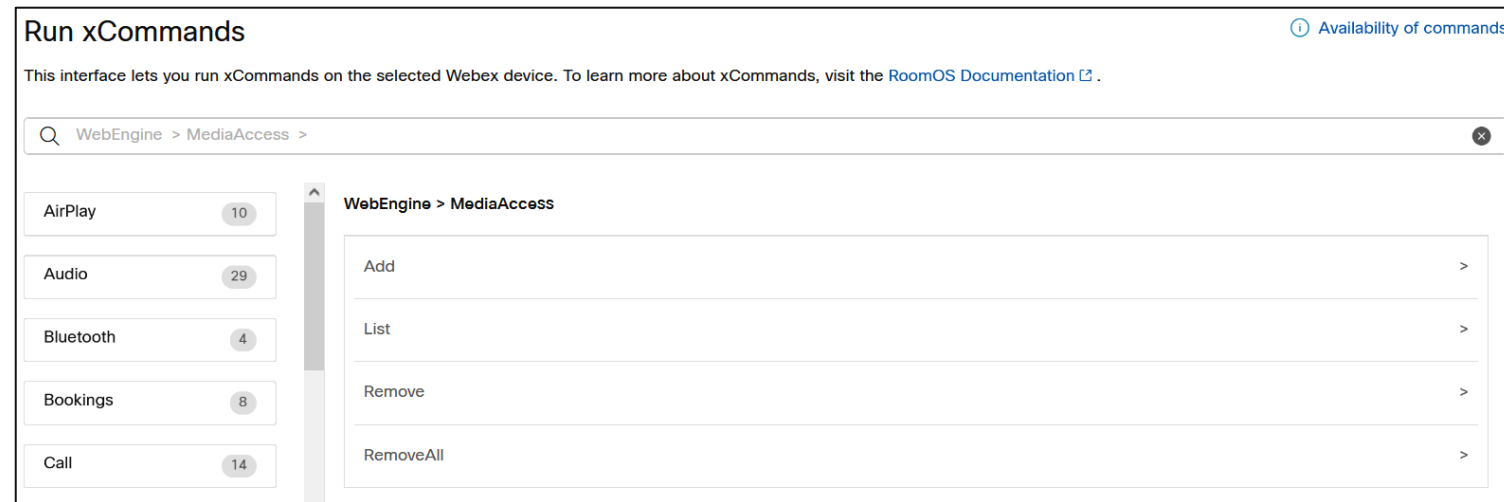 Run xCommands
Availability of commands
This interface lets you run xCommands on the selected Webex device. To learn more about xCommands, visit the RoomOS Documentation .
WebEngine > MediaAccess >
AirPlay 10
Audio 29
Bluetooth 4
Bookings 8
Call 14
WebEngine > MediaAccess
Add >
List >
Remove >
RemoveAll >